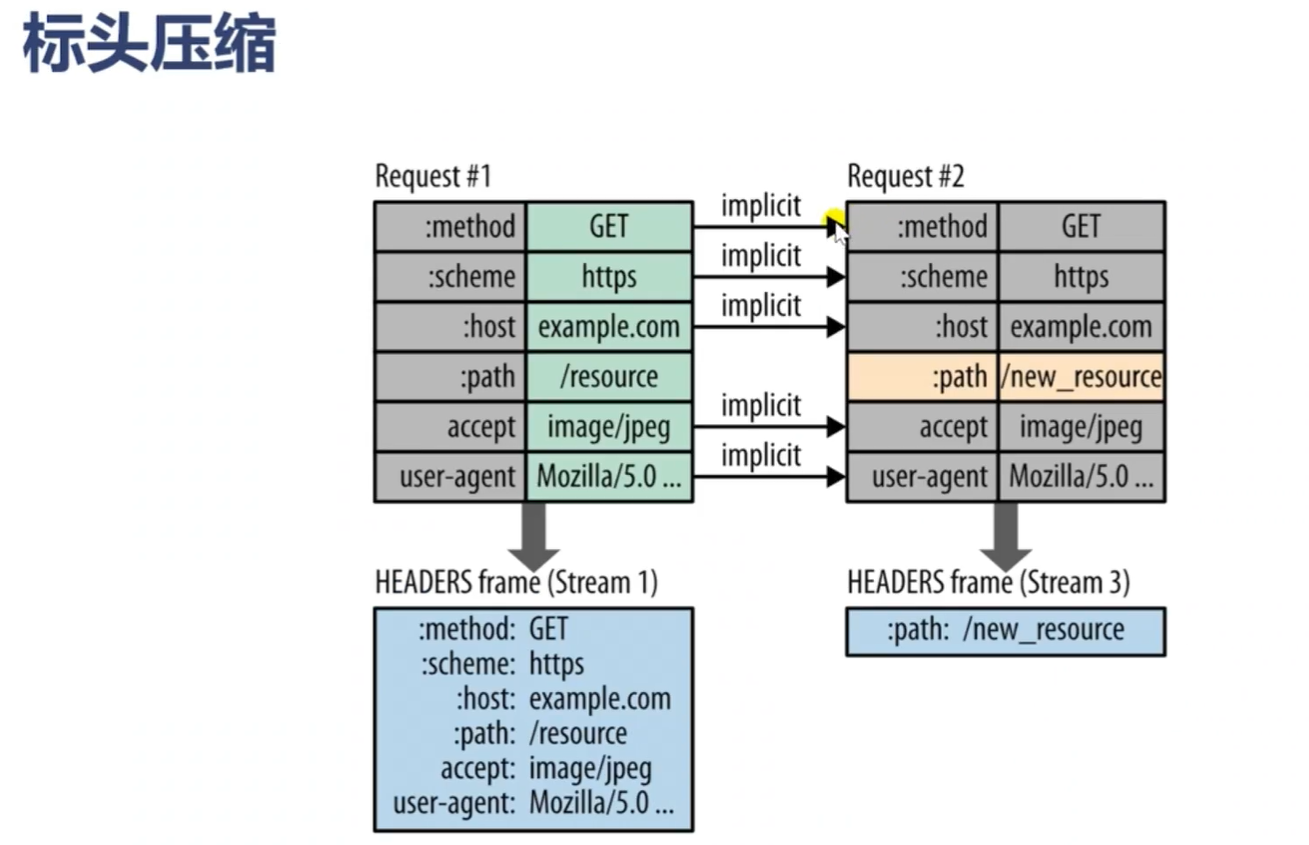 标头压缩
Request #1
:method GET
:scheme https
:host example.com
:path /resource
accept image/jpeg
user-agent Mozilla/5.0 ...
implicit
implicit
implicit
implicit
implicit
Request #2
:method GET
:scheme https
:host example.com
:path /new_resource
accept image/jpeg
user-agent Mozilla/5.0 ...
HEADERS frame (Stream 1)
:method: GET
:scheme: https
:host: example.com
:path: /resource
accept: image/jpeg
user-agent: Mozilla/5.0 ...
HEADERS frame (Stream 3)
:path: /new_resource